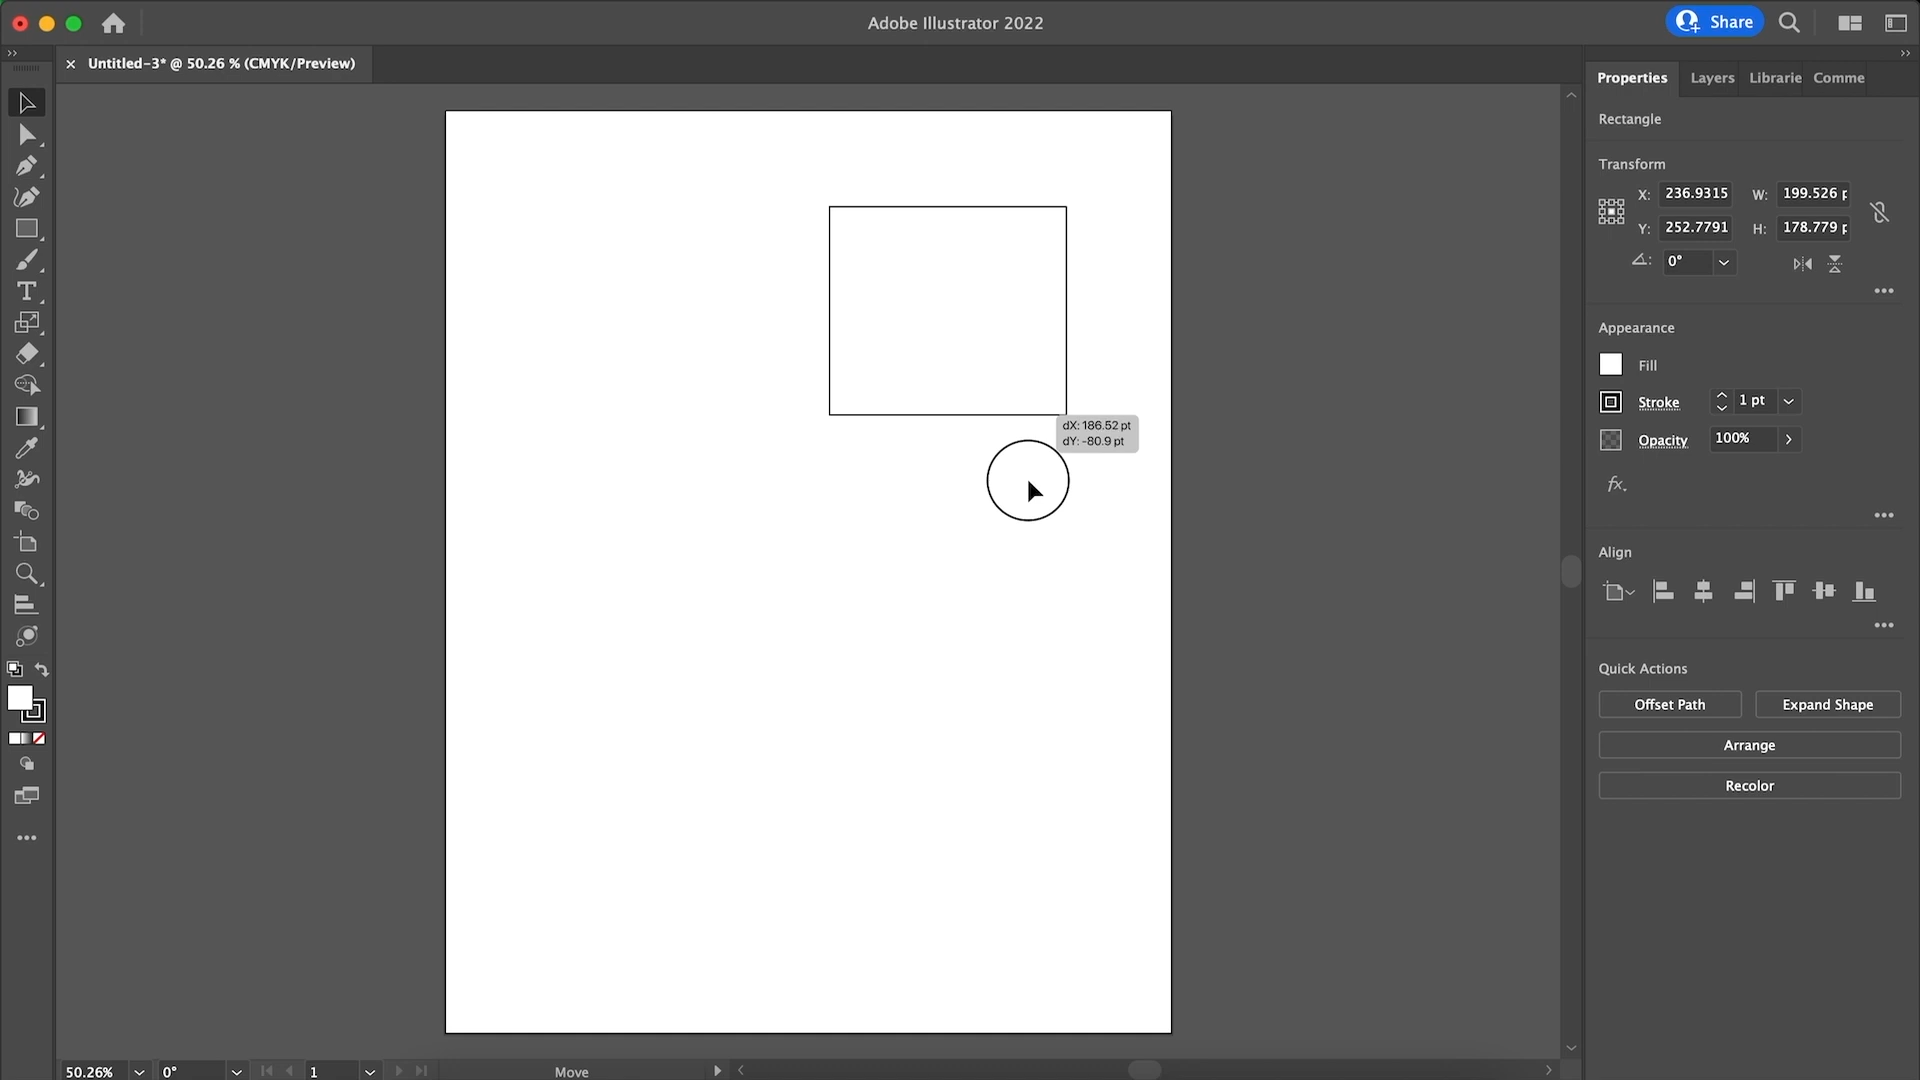 Adobe Illustrator 2022
Share
Untitled-3* @ 50.26 % (CMYK/Preview)
Properties
Layers
Librarie
Comme
Rectangle
Transform
X: 236.9315
W: 199.526 p
Y: 252.7791
H: 178.779 p
0°
Appearance
Fill
Stroke
1 pt
Opacity
100%
fx.
dX: 186.52 pt
dY: -80.9 pt
Align
Quick Actions
Offset Path
Expand Shape
Arrange
Recolor
50.26%
0°
1
Move